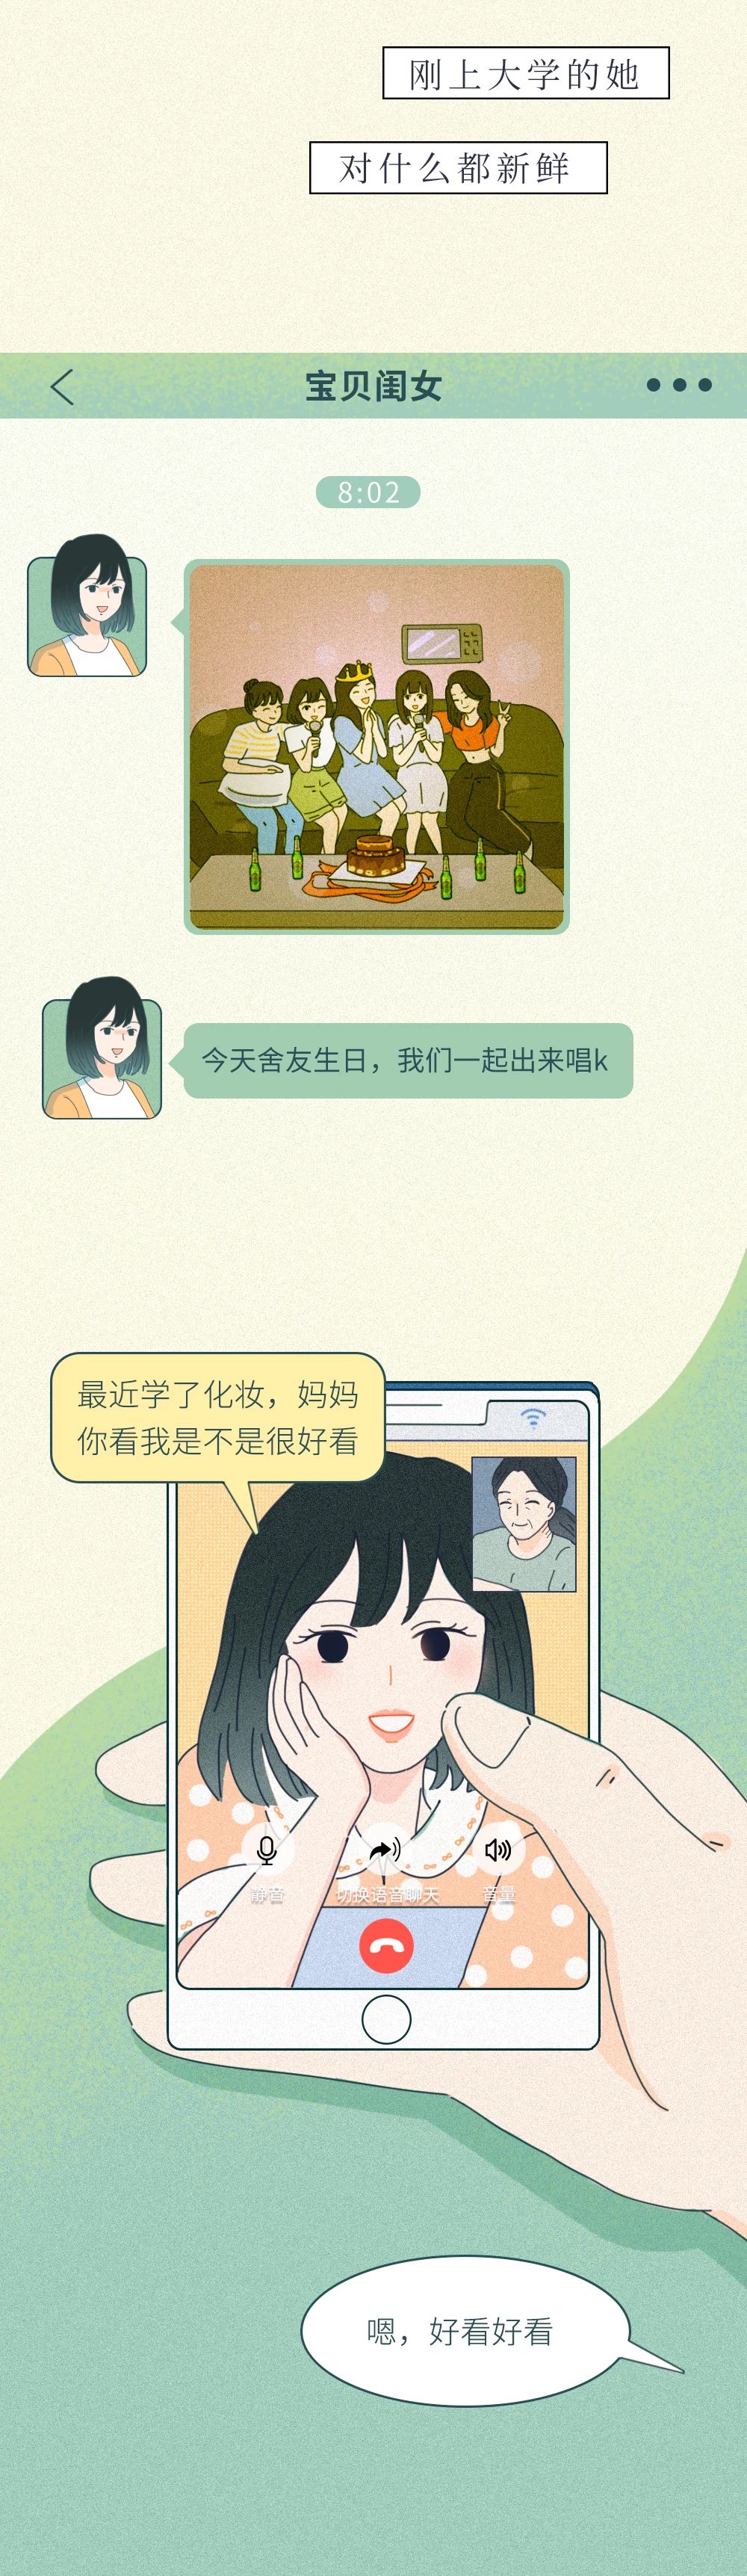 刚上大学的她
对什么都新鲜
宝贝闺女
8:02
今天舍友生日，我们一起出来唱k
最近学了化妆，妈妈
你看我是不是很好看
静音
切换语音聊天
音量
嗯，好看好看